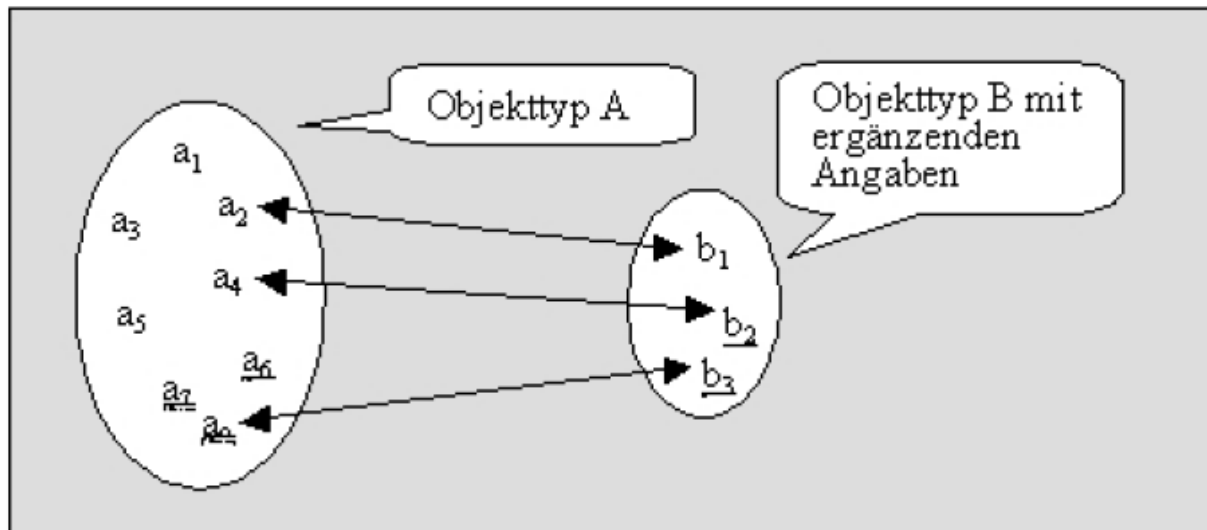 Objekttyp A
Objekttyp B mit
ergänzenden
Angaben
a₁
a₂
a₃
b₁
a₄
a₅
b₂
a₆
b₃
a₇